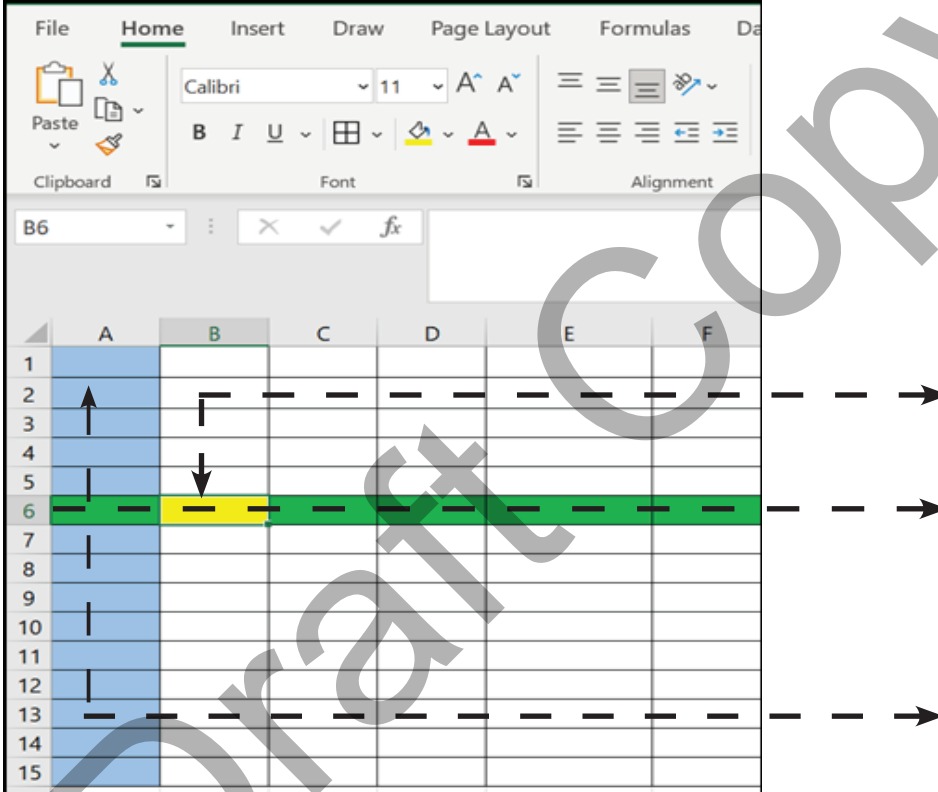 File Home Insert Draw Page Layout Formulas Da
Calibri 11 A A
Paste B I U A
Clipboard Font Alignment
B6 fx
A B C D E F
1
2
3
4
5
6
7
8
9
10
11
12
13
14
15
Draft Copy